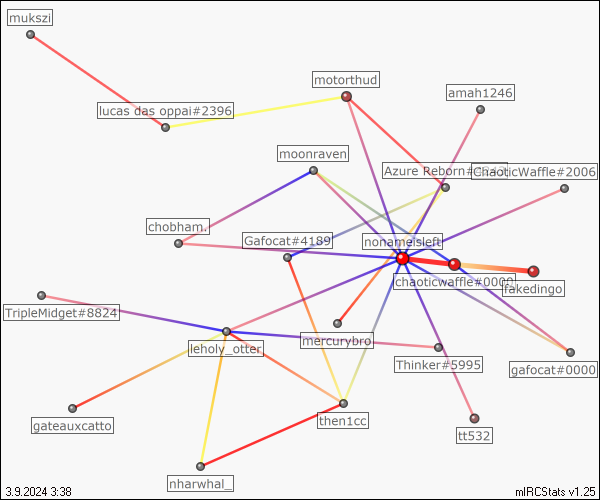 mukszi
motorthud
amah1246
lucas das oppai#2396
moonraven
Azure Reborn#
ChaoticWaffle#2006
chobham.
Gafocat#4189
nonameisleft
chaoticwaffle#000
fakedingo
TripleMidget#8824
mercurybro
leholy_otter
Thinker#5995
gafocat#0000
gateauxcatto
then1cc
tt532
nharwhal_
3.9.2024 3:38
mIRCStats v1.25